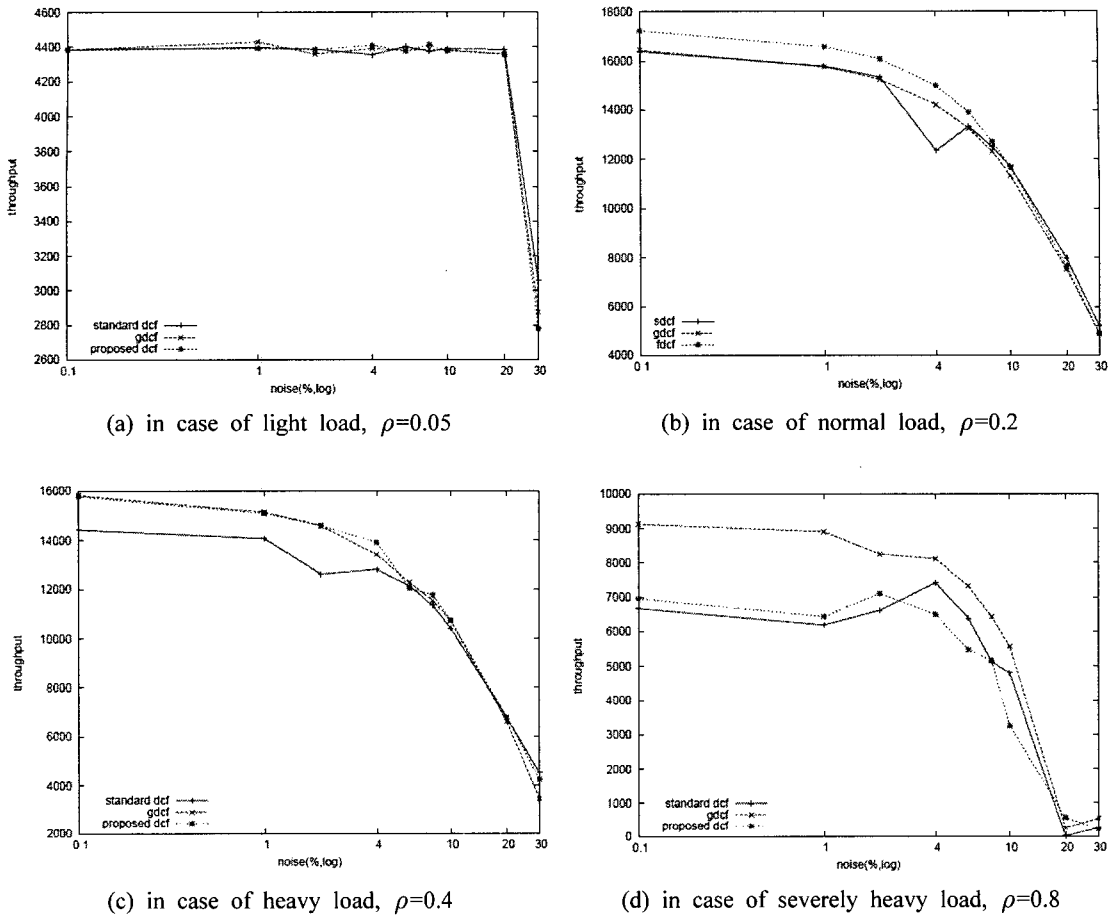 4600
4400
4200
4000
3800
3600
3400
3200
3000
2800
2600
throughput
standard dcf
gdcf
proposed dcf
0.1 1 4 10 20 30
noise(%,log)
(a) in case of light load, ρ=0.05
18000
16000
14000
12000
10000
8000
6000
4000
throughput
sdcf
gdcf
fdcf
0.1 1 4 10 20 30
noise(%,log)
(b) in case of normal load, ρ=0.2
16000
14000
12000
10000
8000
6000
4000
2000
throughput
standard dcf
gdcf
proposed dcf
0.1 1 4 10 20 30
noise(%,log)
(c) in case of heavy load, ρ=0.4
10000
9000
8000
7000
6000
5000
4000
3000
2000
1000
0
throughput
standard dcf
gdcf
proposed dcf
0.1 1 4 10 20 30
noise(%,log)
(d) in case of severely heavy load, ρ=0.8